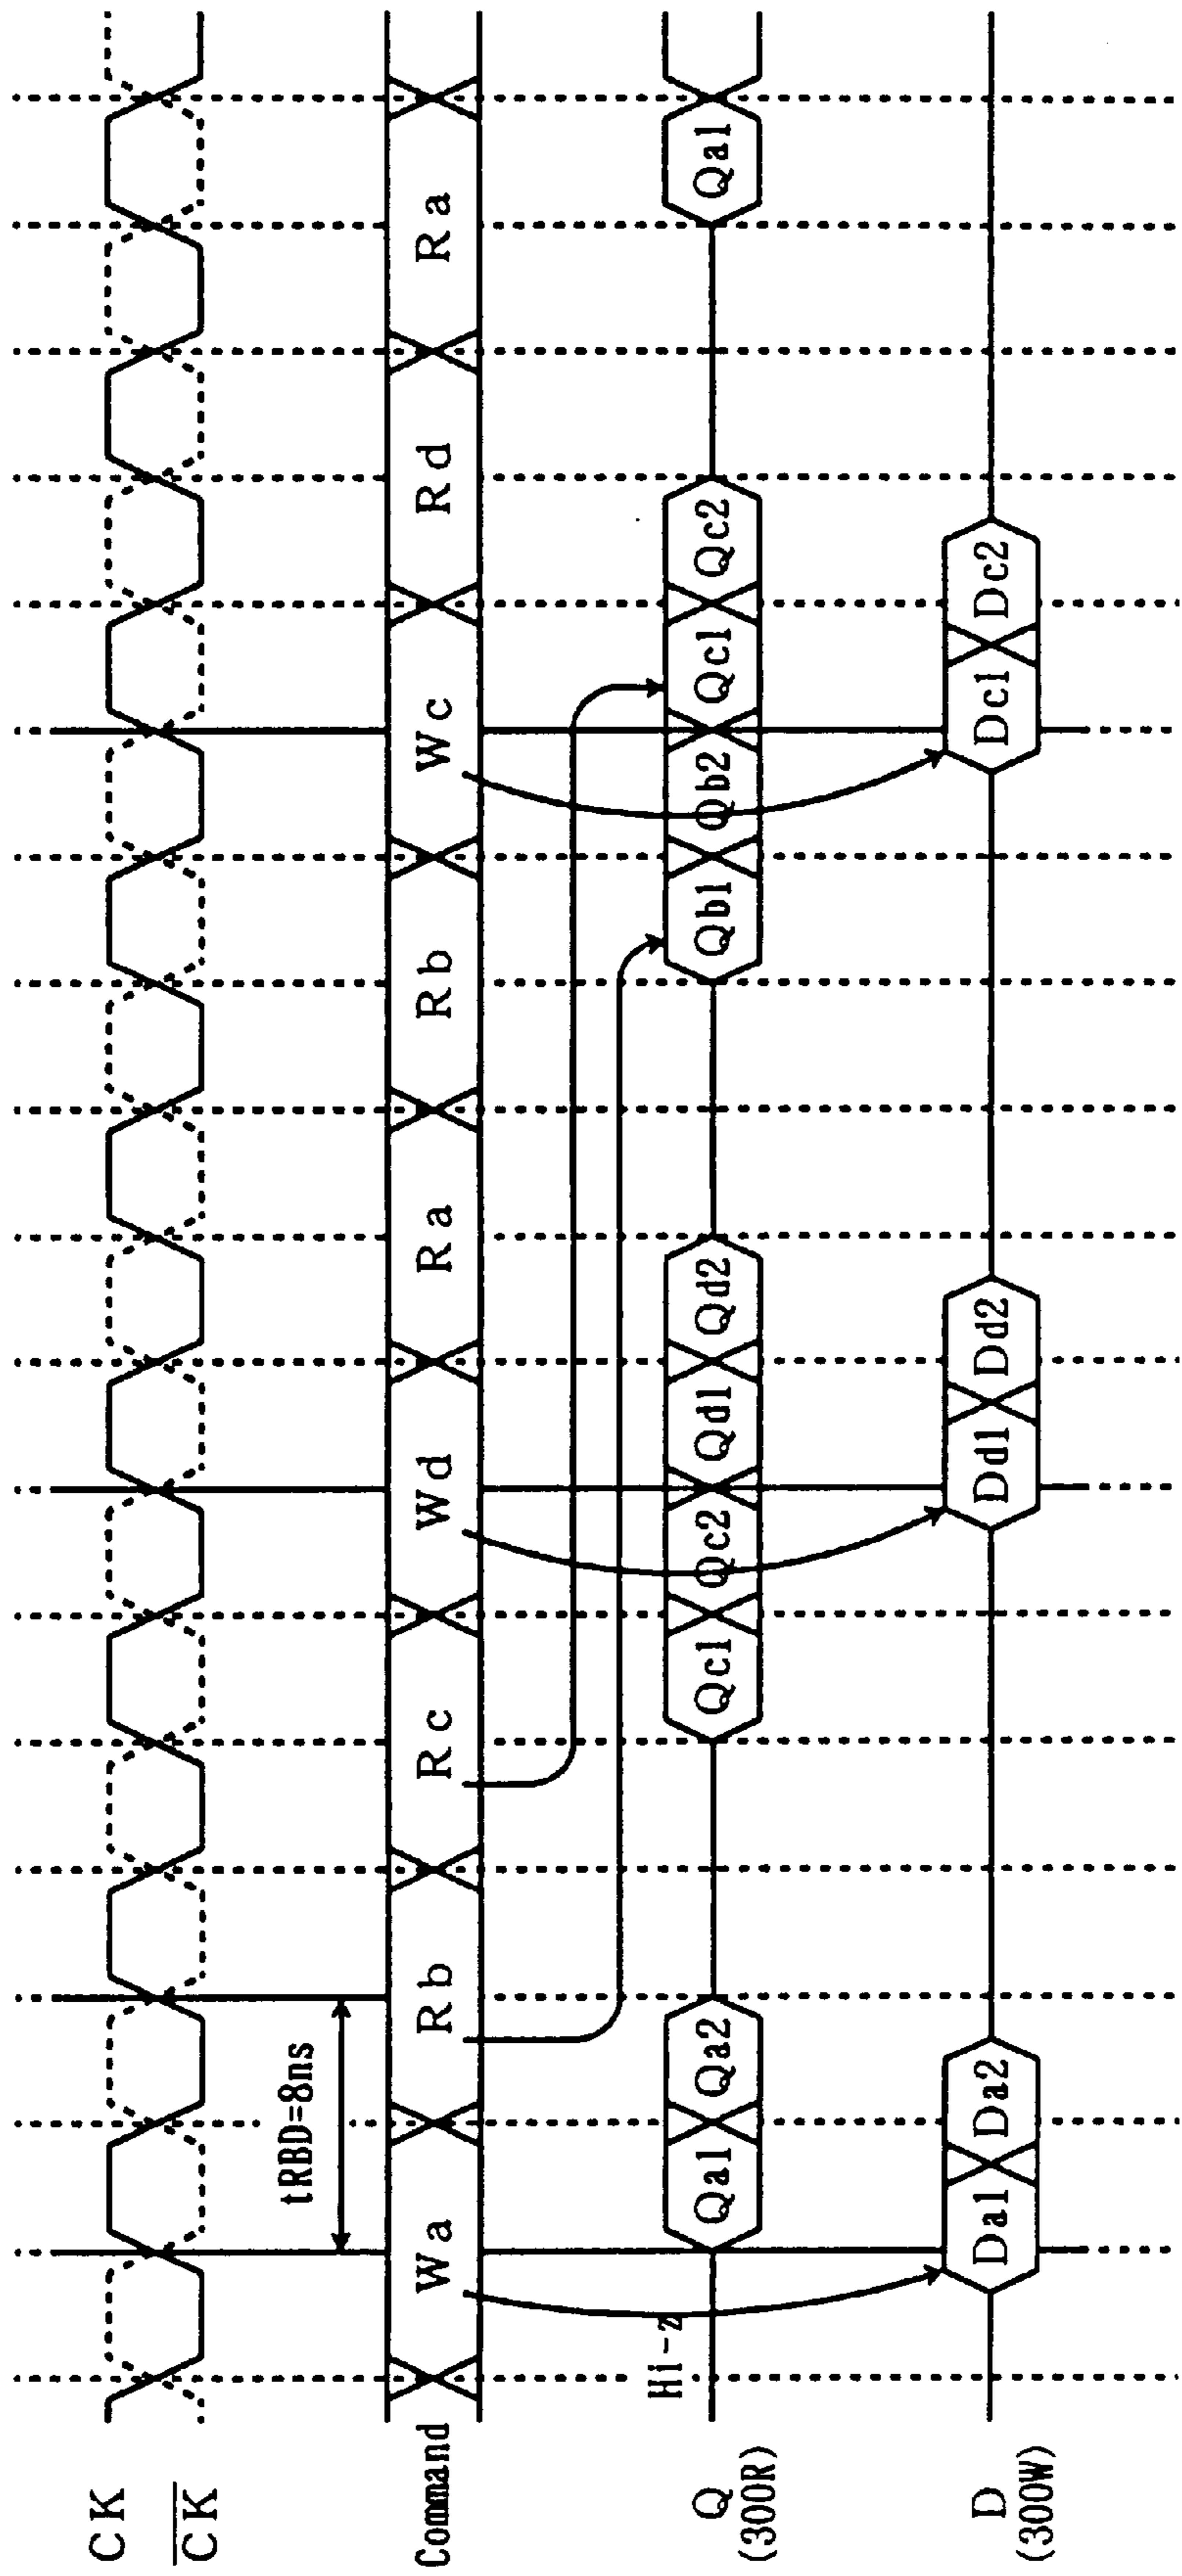 CK
CK
tRBD=8ns
Command Wa Rb Rc Wd Ra Rb Wc Rd Ra
Hi-z
Q Qa1 Qa2 Qc1 Qc2 Qd1 Qd2 Qb1 Qb2 Qc1 Qc2 Qa1
(300R)
D Da1 Da2 Dd1 Dd2 Dc1 Dc2
(300W)